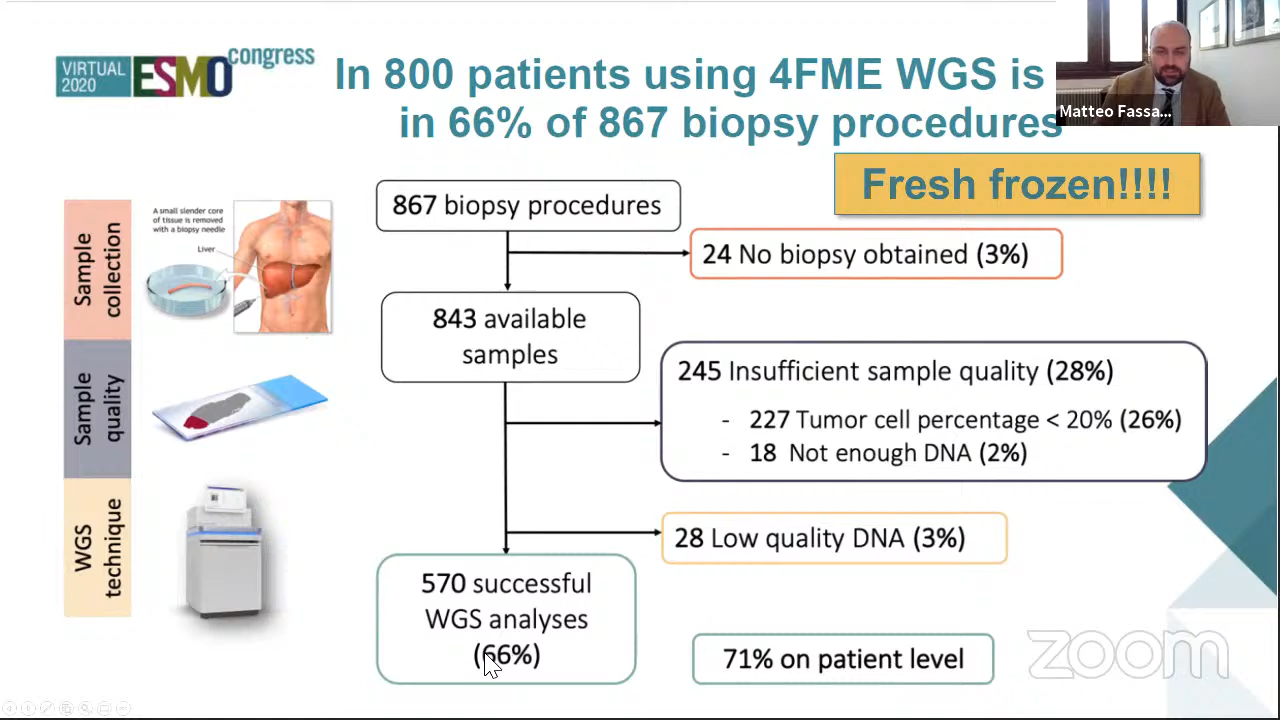 VIRTUAL
2020
ESMO
congress
In 800 patients using 4FME WGS is
in 66% of 867 biopsy procedures
Matteo Fassa...
Fresh frozen!!!!
Sample
collection
A small slender core
of tissue is removed
with a biopsy needle
Liver
867 biopsy procedures
24 No biopsy obtained (3%)
843 available
samples
Sample
quality
245 Insufficient sample quality (28%)
- 227 Tumor cell percentage < 20% (26%)
- 18 Not enough DNA (2%)
WGS
technique
28 Low quality DNA (3%)
570 successful
WGS analyses
(66%)
71% on patient level
zoom